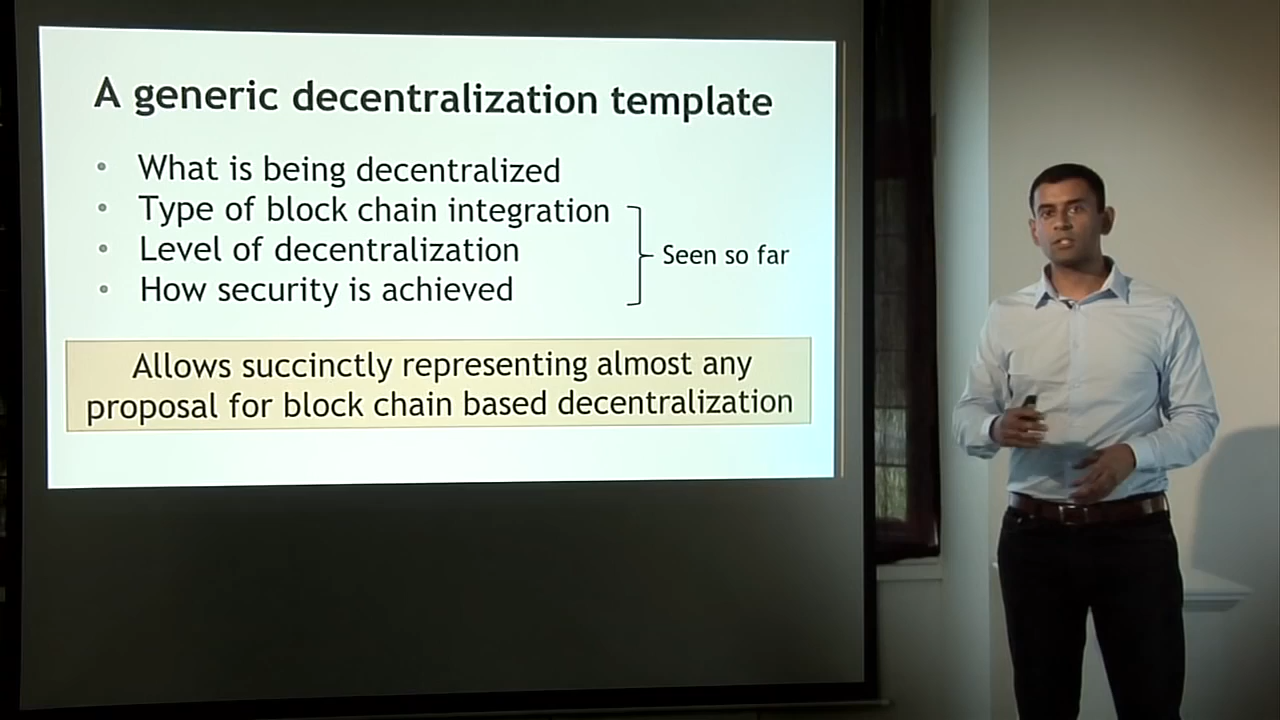 A generic decentralization template
• What is being decentralized
• Type of block chain integration
• Level of decentralization
• How security is achieved
Seen so far
Allows succinctly representing almost any
proposal for block chain based decentralization